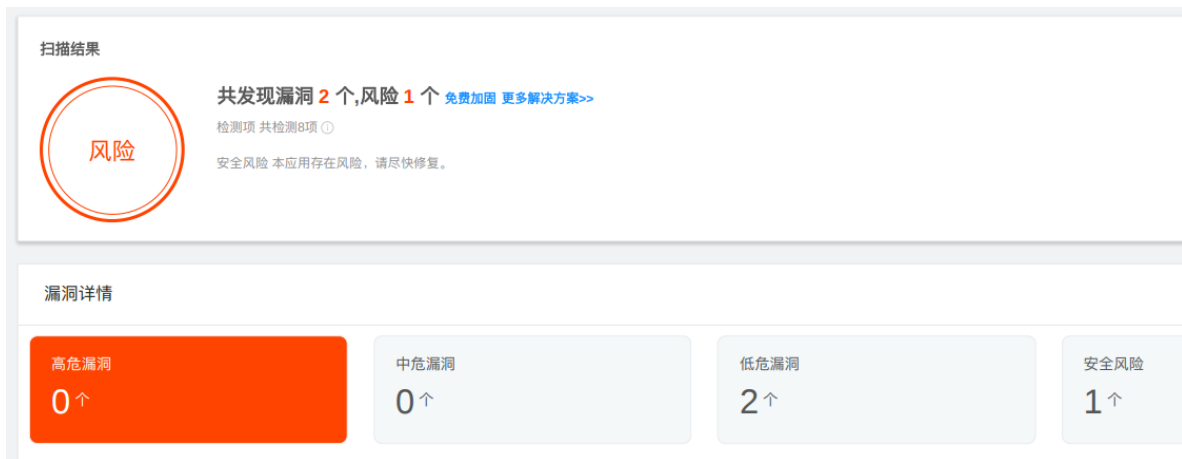 扫描结果
风险
共发现漏洞 2 个,风险 1 个 免费加固 更多解决方案>>
检测项 共检测8项
安全风险 本应用存在风险，请尽快修复。
漏洞详情
高危漏洞 中危漏洞 低危漏洞 安全风险
0 个 0 个 2 个 1 个